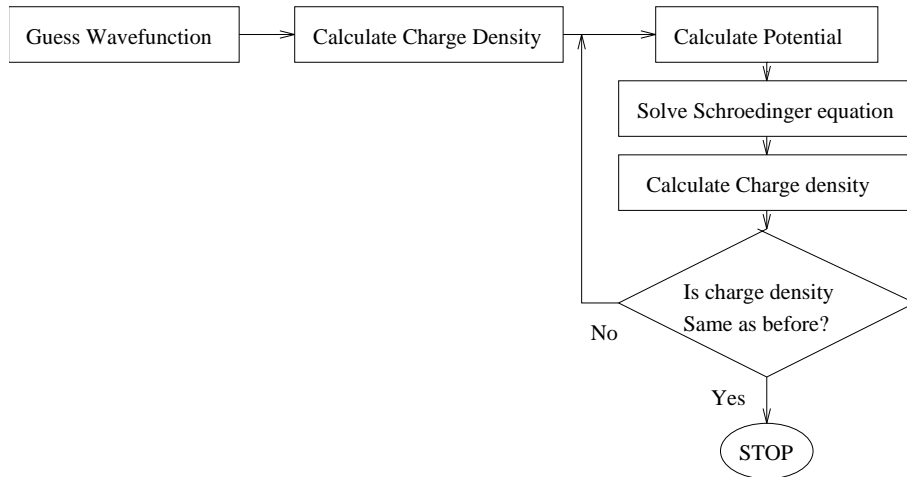 Guess Wavefunction
Calculate Charge Density
Calculate Potential
Solve Schroedinger equation
Calculate Charge density
Is charge density
Same as before?
No
Yes
STOP